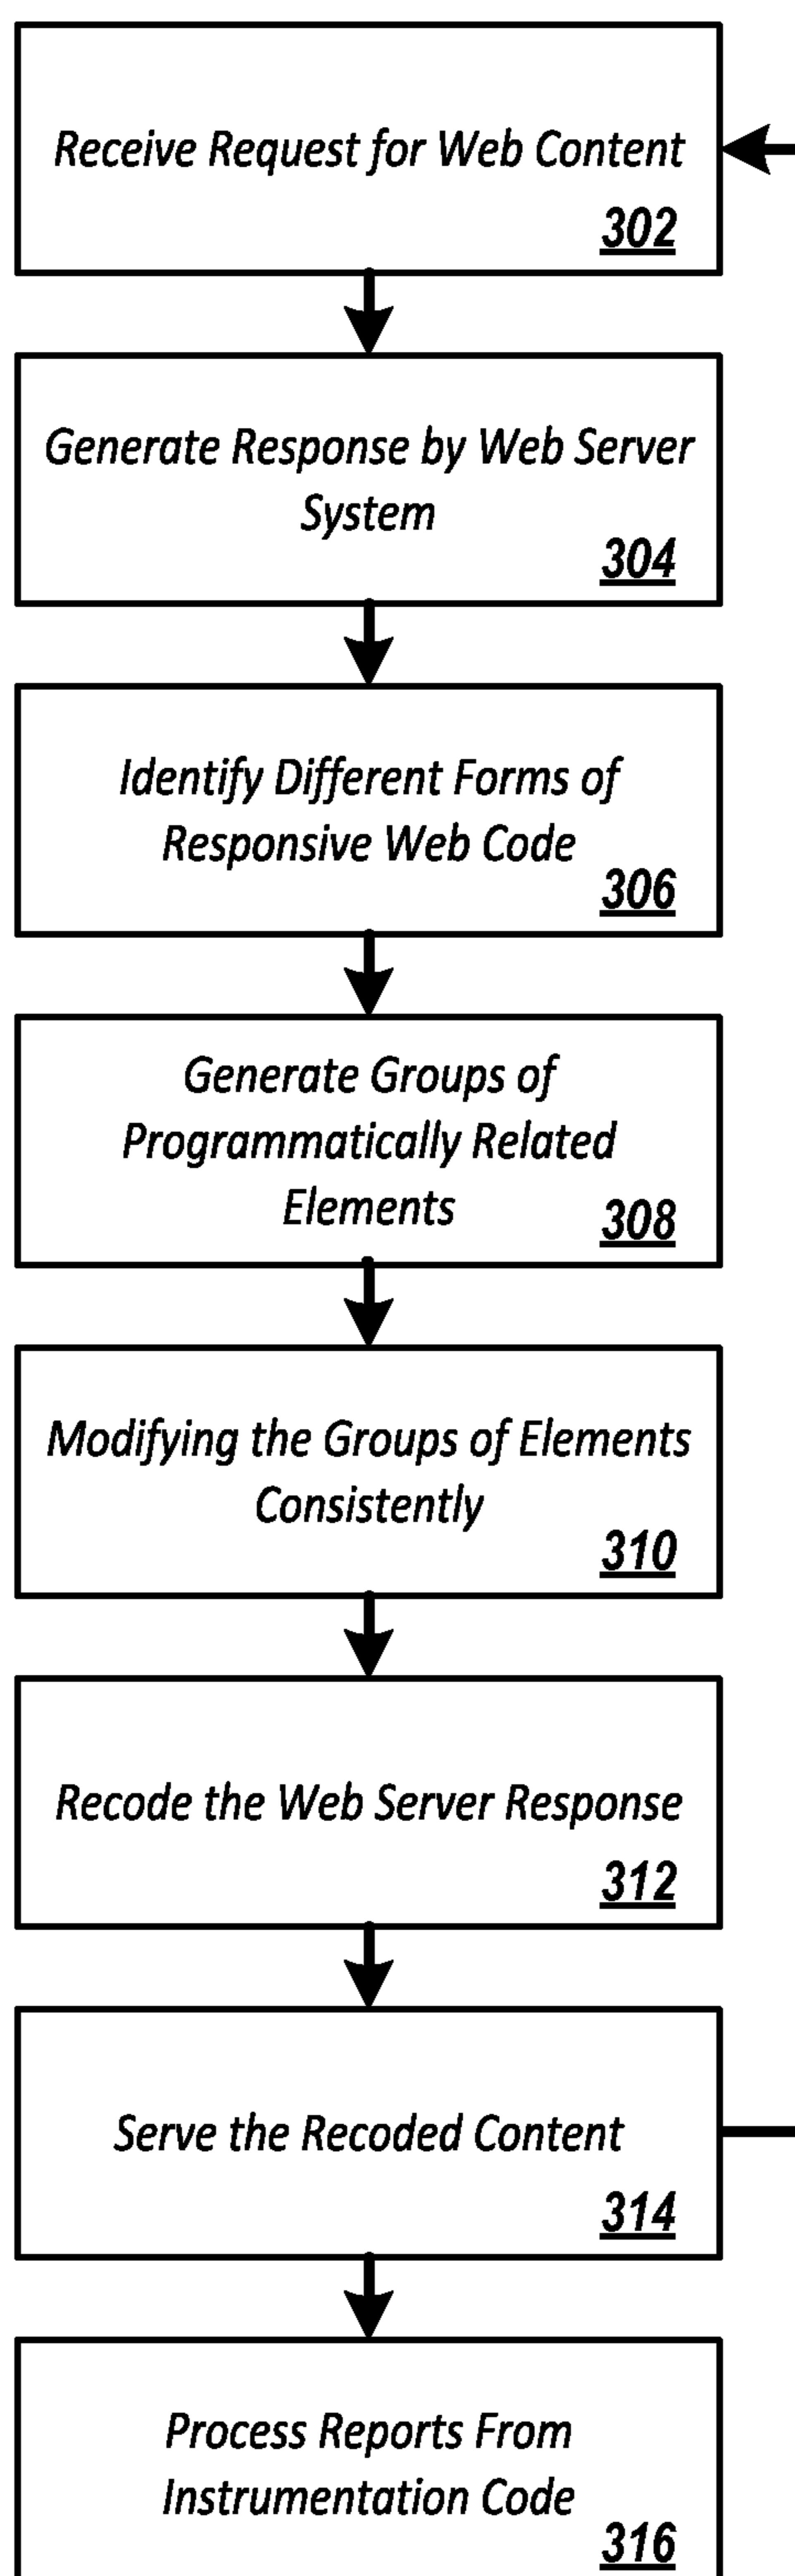 Receive Request for Web Content
302
Generate Response by Web Server
System
304
Identify Different Forms of
Responsive Web Code
306
Generate Groups of
Programmatically Related
Elements
308
Modifying the Groups of Elements
Consistently
310
Recode the Web Server Response
312
Serve the Recoded Content
314
Process Reports From
Instrumentation Code
316